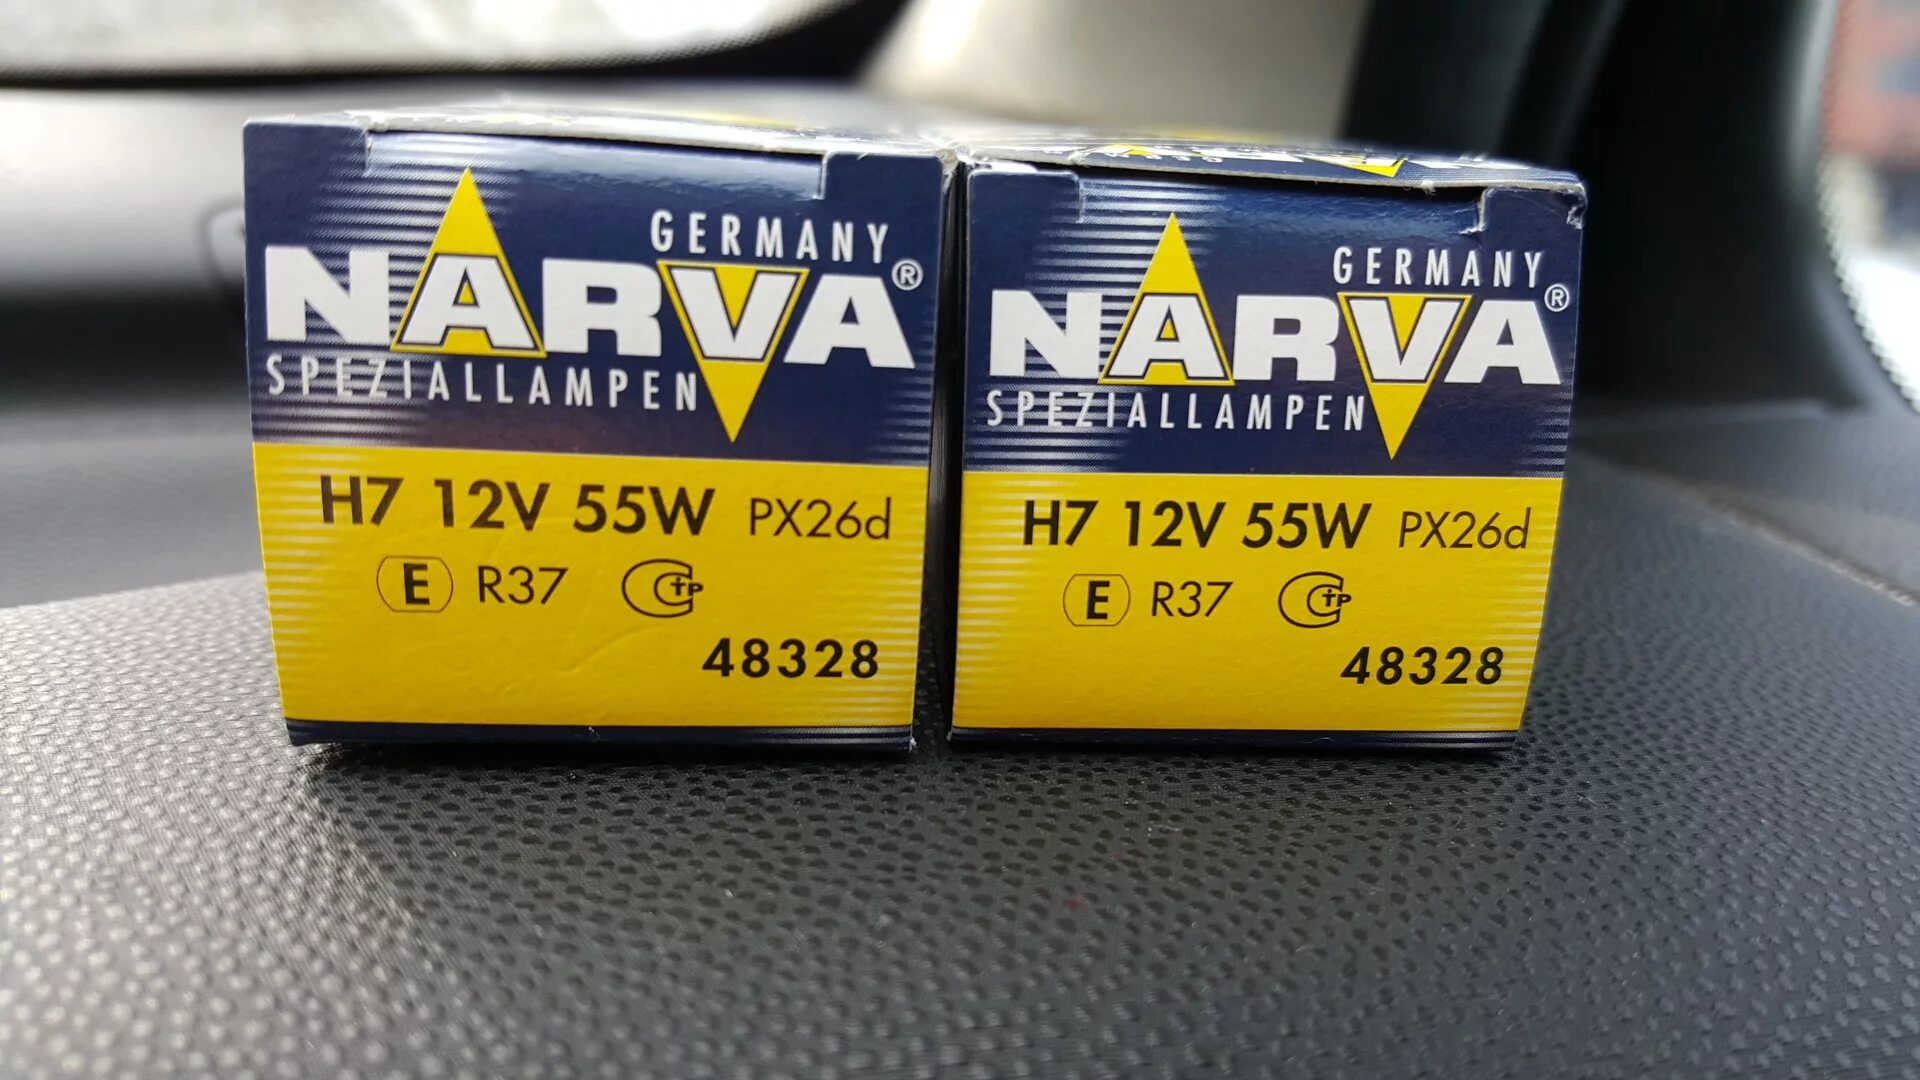 GERMANY
NARVA®
SPEZIALLAMPEN
H7 12V 55W PX26d
E R37
48328
GERMANY
NARVA®
SPEZIALLAMPEN
H7 12V 55W PX26d
E R37
48328